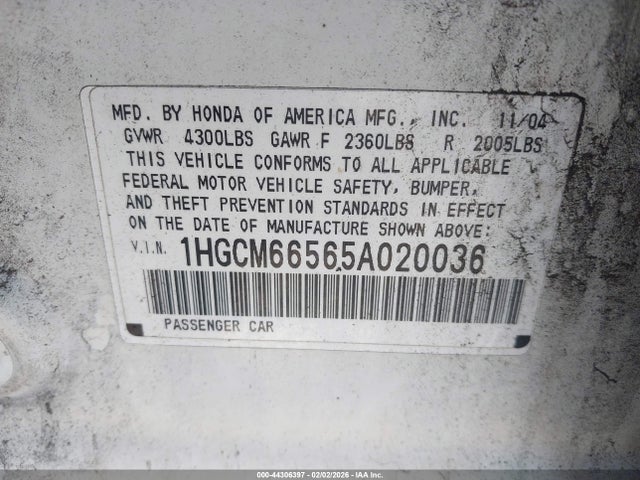 MFD. BY HONDA OF AMERICA MFG., INC. 11/04
GVWR 4300LBS GAWR F 2360LBS R 2005LBS
THIS VEHICLE CONFORMS TO ALL APPLICABLE
FEDERAL MOTOR VEHICLE SAFETY, BUMPER,
AND THEFT PREVENTION STANDARDS IN EFFECT
ON THE DATE OF MANUFACTURE SHOWN ABOVE:
V.I.N. 1HGCM66565A020036
PASSENGER CAR
000-44306397 - 02/02/2026 - IAA Inc.